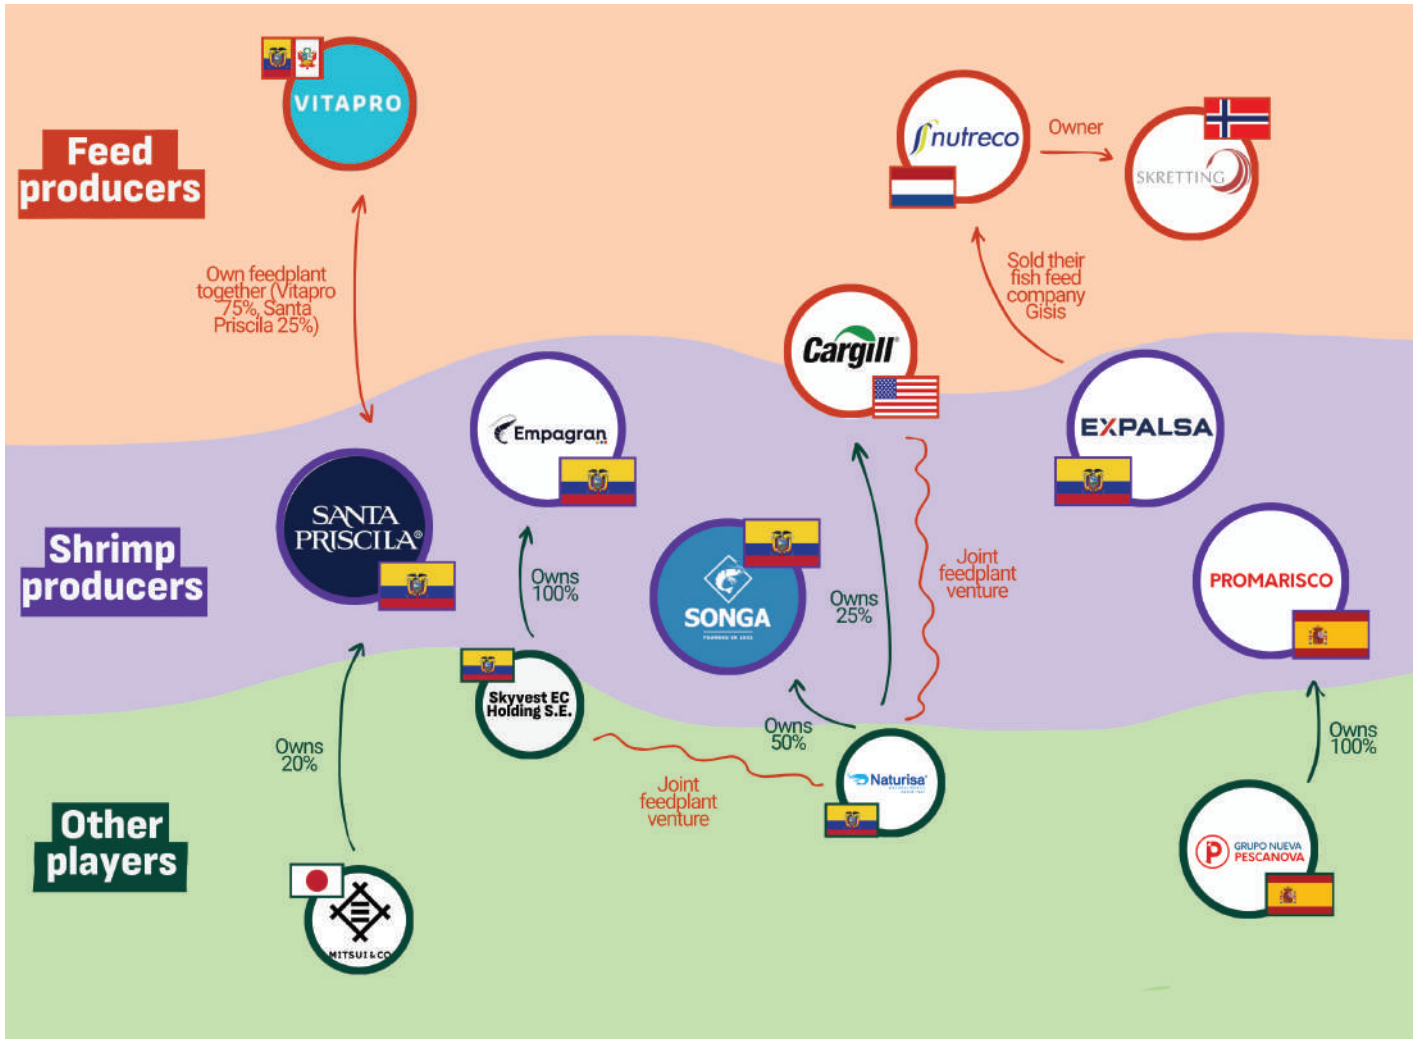 VITAPRO
Feed
producers
nutreco
Owner
SKRETTING
Own feedplant
together (Vitapro
75%, Santa
Priscila 25%)
Sold their
fish feed
company
Gisis
Cargill®
Empagran
EXPALSA
SANTA
PRISCILA®
Shrimp
producers
Owns
100%
SONGA
Owns
25%
Joint
feedplant
venture
PROMARISCO
Skyvest EC
Holding S.E.
Owns
20%
Owns
50%
Owns
100%
Joint
feedplant
venture
Naturisa
Other
players
GRUPO NUEVA
PESCANOVA
MITSUI & CO